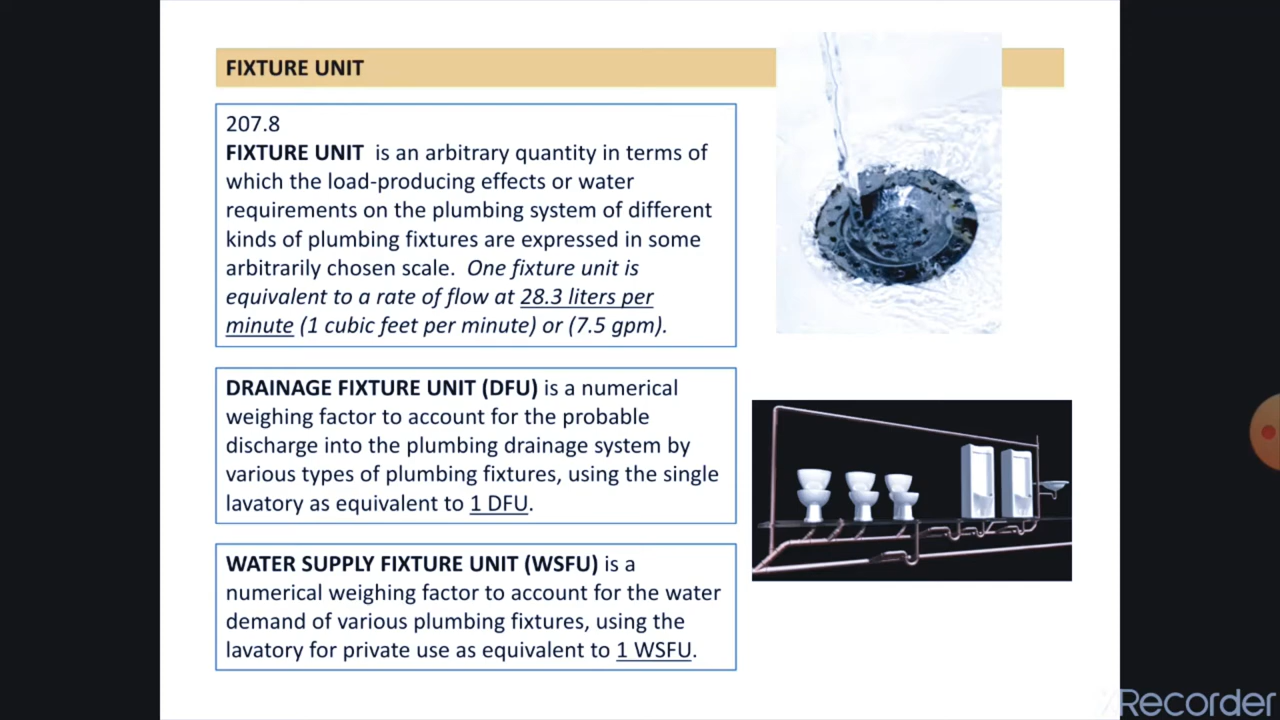 FIXTURE UNIT
207.8
FIXTURE UNIT is an arbitrary quantity in terms of
which the load-producing effects or water
requirements on the plumbing system of different
kinds of plumbing fixtures are expressed in some
arbitrarily chosen scale. One fixture unit is
equivalent to a rate of flow at 28.3 liters per
minute (1 cubic feet per minute) or (7.5 gpm).
DRAINAGE FIXTURE UNIT (DFU) is a numerical
weighing factor to account for the probable
discharge into the plumbing drainage system by
various types of plumbing fixtures, using the single
lavatory as equivalent to 1 DFU.
WATER SUPPLY FIXTURE UNIT (WSFU) is a
numerical weighing factor to account for the water
demand of various plumbing fixtures, using the
lavatory for private use as equivalent to 1 WSFU.
XRecorder